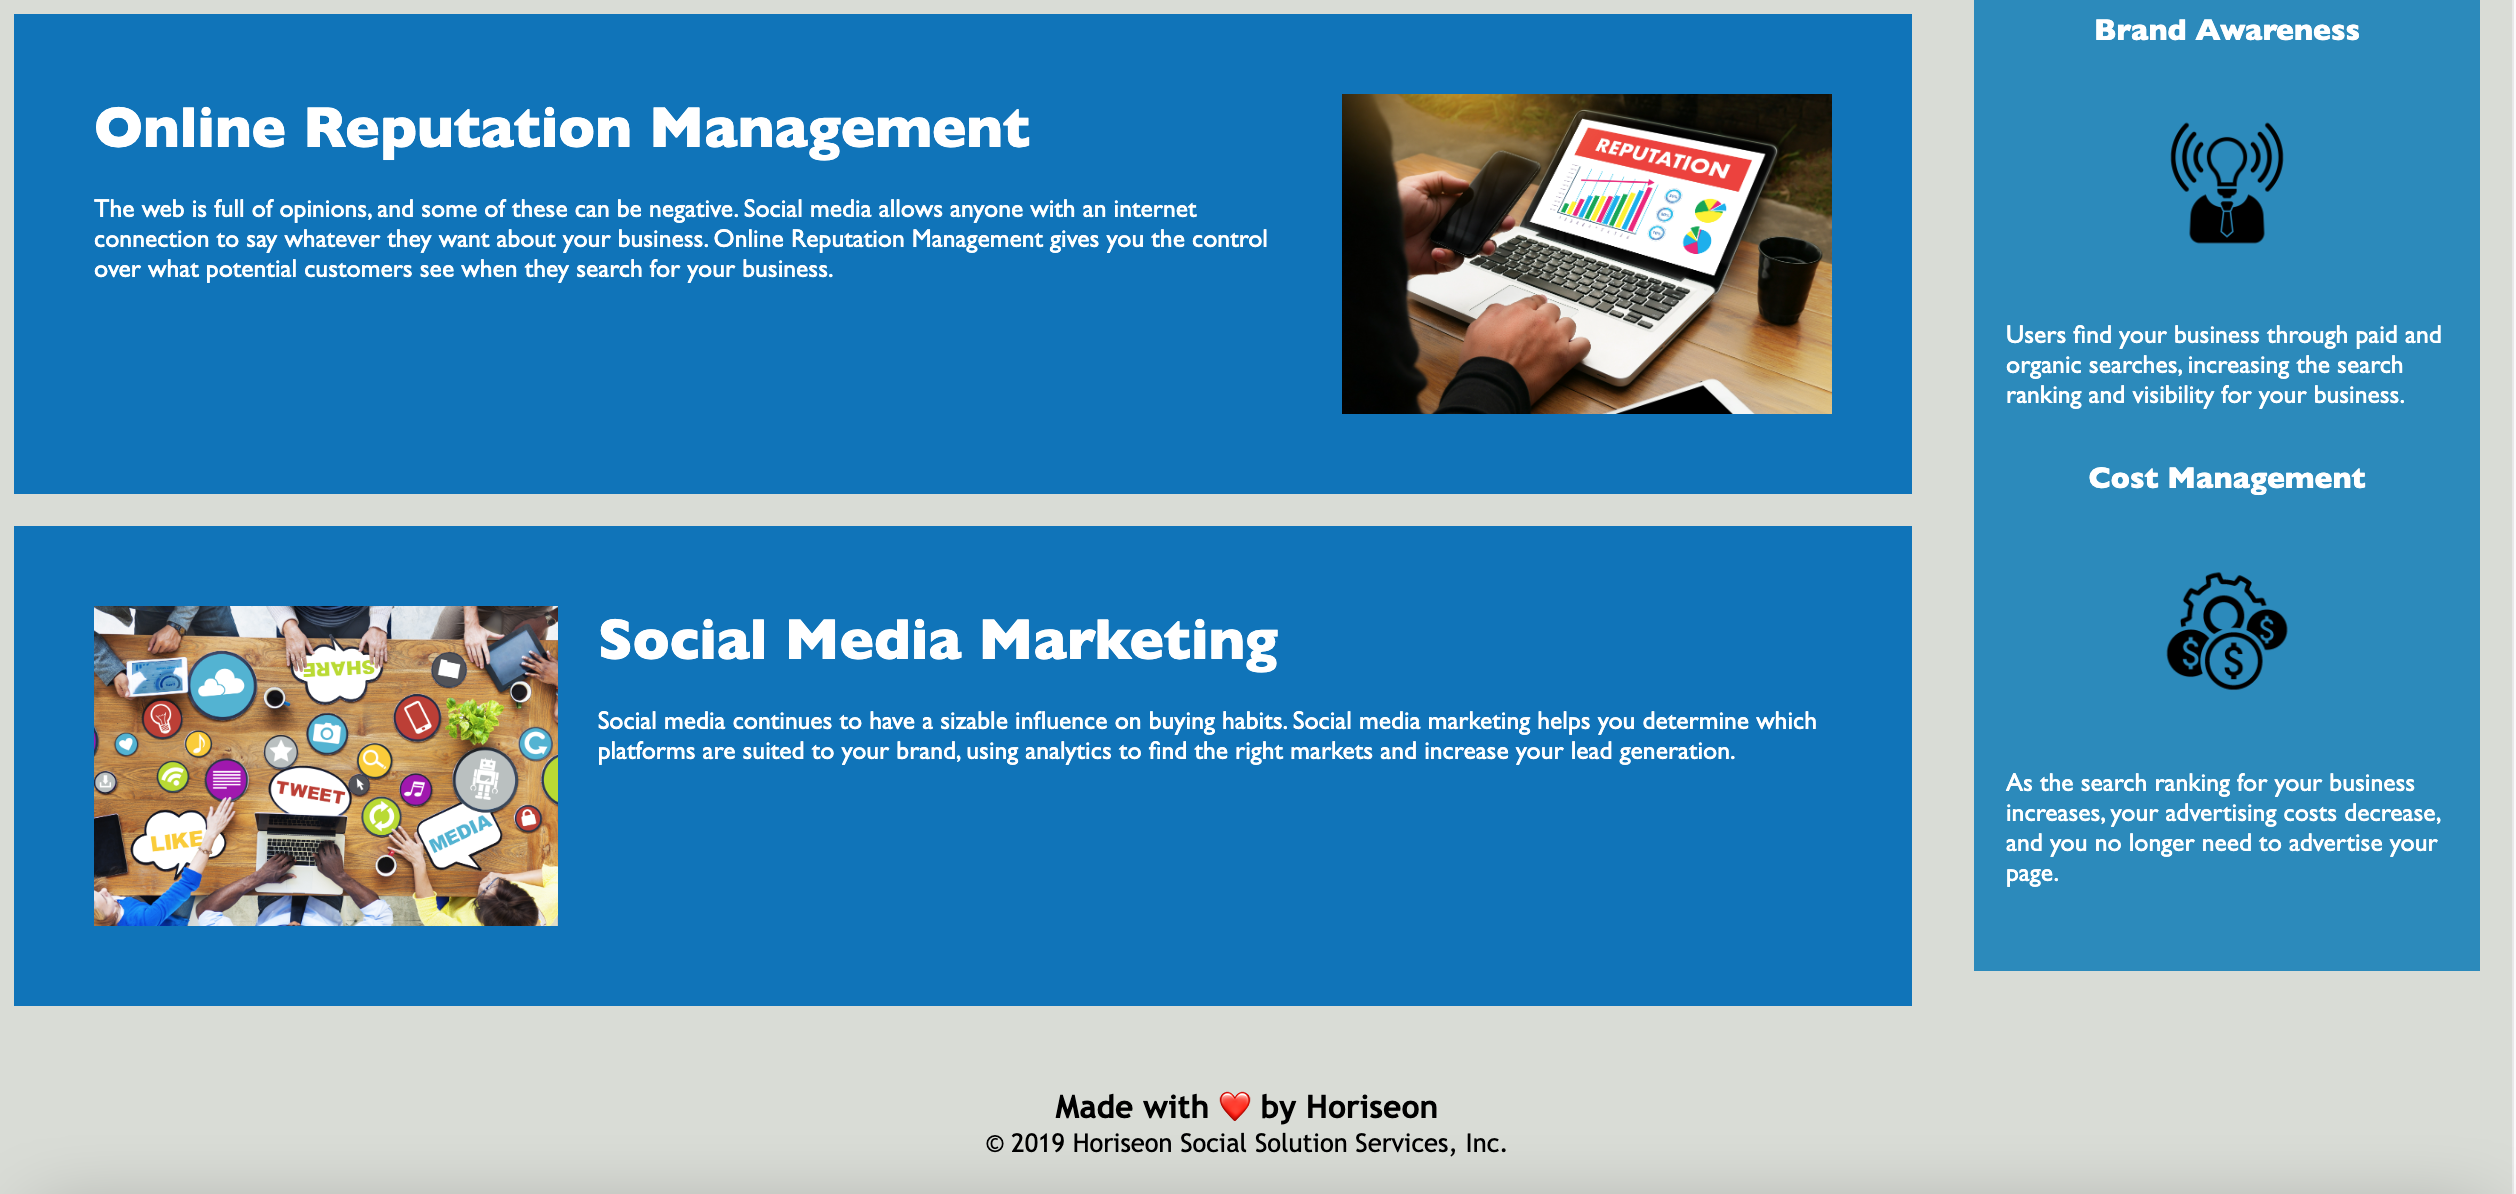 Online Reputation Management
The web is full of opinions, and some of these can be negative. Social media allows anyone with an internet
connection to say whatever they want about your business. Online Reputation Management gives you the control
over what potential customers see when they search for your business.
REPUTATION
Social Media Marketing
Social media continues to have a sizable influence on buying habits. Social media marketing helps you determine which
platforms are suited to your brand, using analytics to find the right markets and increase your lead generation.
SHARE
TWEET
LIKE
MEDIA
Brand Awareness
Users find your business through paid and
organic searches, increasing the search
ranking and visibility for your business.
Cost Management
$
$
$
As the search ranking for your business
increases, your advertising costs decrease,
and you no longer need to advertise your
page.
Made with ❤️ by Horiseon
© 2019 Horiseon Social Solution Services, Inc.